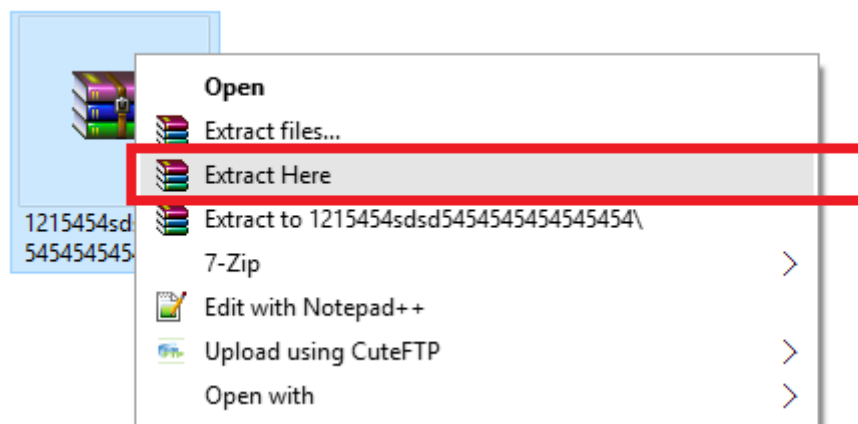 Open
Extract files...
Extract Here
1215454sd
Extract to 1215454sdsd5454545454545454\
545454545
7-Zip
Edit with Notepad++
Upload using CuteFTP
Open with